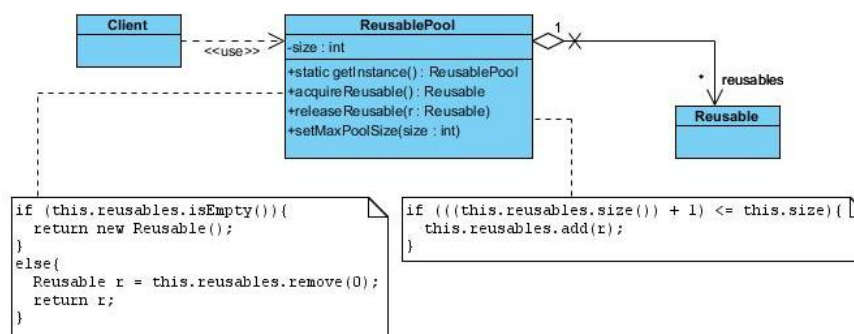 Client
<<use>>
ReusablePool
-size : int
+static getInstance() : ReusablePool
+acquireReusable() : Reusable
+releaseReusable(r : Reusable)
+setMaxPoolSize(size : int)
1
* reusables
Reusable
if (this.reusables.isEmpty()){
return new Reusable();
}
else{
Reusable r = this.reusables.remove(0);
return r;
}
if (((this.reusables.size()) + 1) <= this.size){
this.reusables.add(r);
}